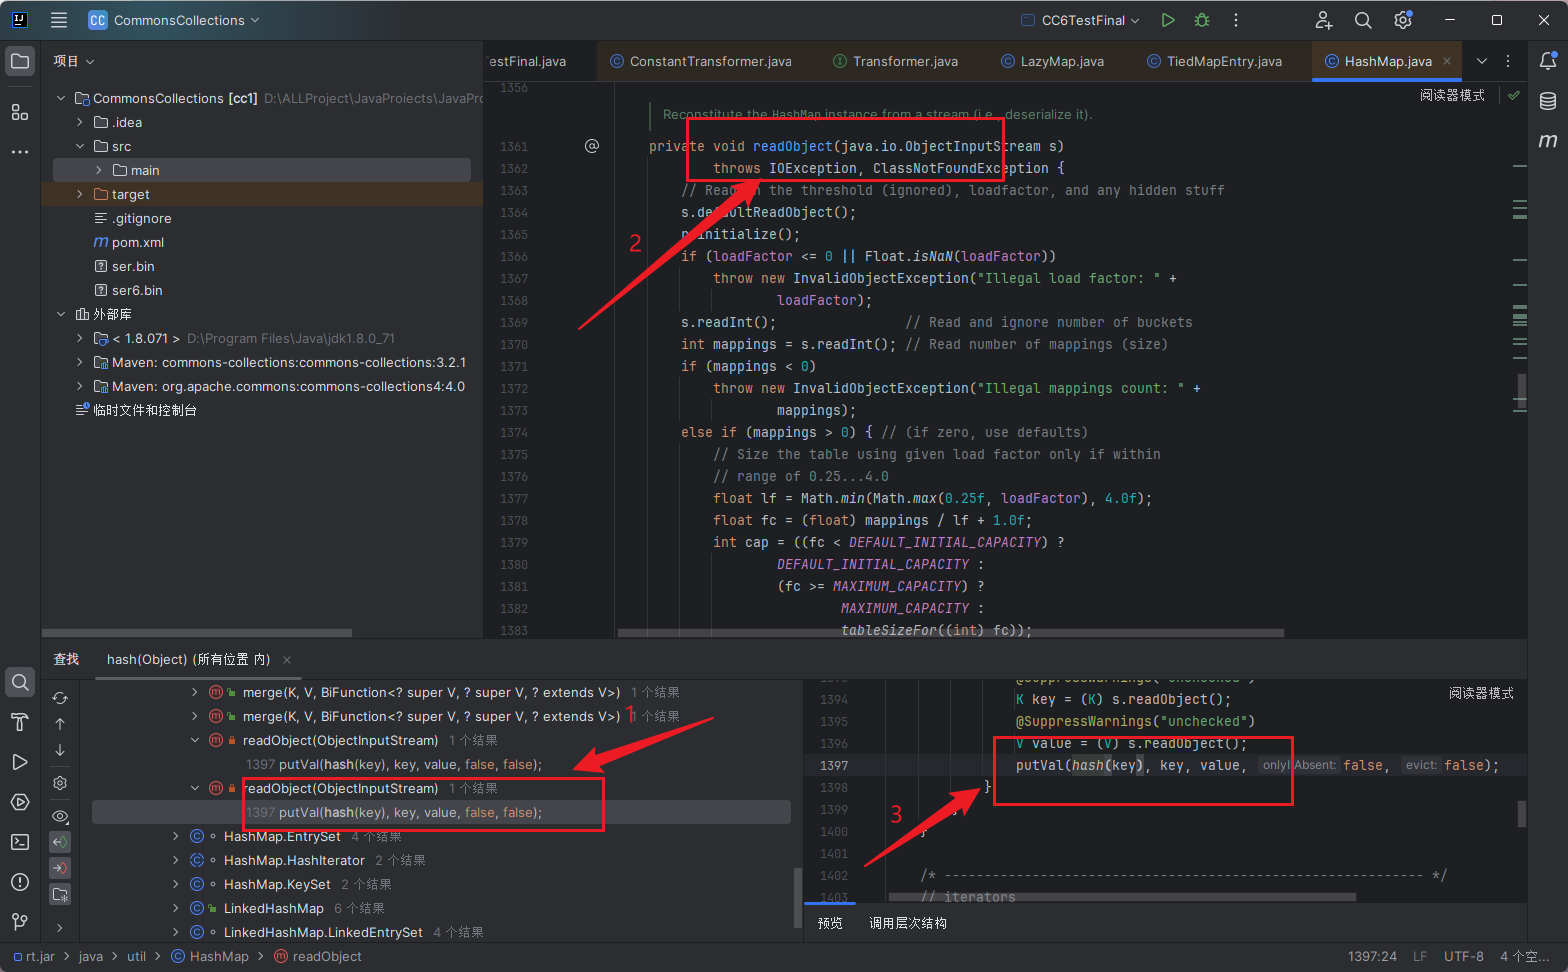 CC CommonsCollections
CC6TestFinal
项目
estFinal.java
ConstantTransformer.java
Transformer.java
LazyMap.java
TiedMapEntry.java
HashMap.java
CommonsCollections [cc1] D:\ALLProject\JavaProjects\JavaPro
.idea
src
main
target
.gitignore
m pom.xml
ser.bin
ser6.bin
外部库
< 1.8.071 > D:\Program Files\Java\jdk1.8.0_71
Maven: commons-collections:commons-collections:3.2.1
Maven: org.apache.commons:commons-collections4:4.0
临时文件和控制台
阅读器模式
1356
Reconstitute the HashMap instance from a stream (i.e., deserialize it).
1361 private void readObject(java.io.ObjectInputStream s)
1362 throws IOException, ClassNotFoundException {
1363 // Read in the threshold (ignored), loadfactor, and any hidden stuff
1364 s.defaultReadObject();
1365 reinitialize();
1366 if (loadFactor <= 0 || Float.isNaN(loadFactor))
1367 throw new InvalidObjectException("Illegal load factor: " +
1368 loadFactor);
1369 s.readInt(); // Read and ignore number of buckets
1370 int mappings = s.readInt(); // Read number of mappings (size)
1371 if (mappings < 0)
1372 throw new InvalidObjectException("Illegal mappings count: " +
1373 mappings);
1374 else if (mappings > 0) { // (if zero, use defaults)
1375 // Size the table using given load factor only if within
1376 // range of 0.25...4.0
1377 float lf = Math.min(Math.max(0.25f, loadFactor), 4.0f);
1378 float fc = (float) mappings / lf + 1.0f;
1379 int cap = ((fc < DEFAULT_INITIAL_CAPACITY) ?
1380 DEFAULT_INITIAL_CAPACITY :
1381 (fc >= MAXIMUM_CAPACITY) ?
1382 MAXIMUM_CAPACITY :
1383 tableSizeFor((int) fc));
2
m
查找
hash(Object) (所有位置 内)
merge(K, V, BiFunction<? super V, ? super V, ? extends V>) 1 个结果
merge(K, V, BiFunction<? super V, ? super V, ? extends V>) 1 个结果
1
readObject(ObjectInputStream) 1 个结果
1397 putVal(hash(key), key, value, false, false);
readObject(ObjectInputStream) 1 个结果
1397 putVal(hash(key), key, value, false, false);
HashMap.EntrySet 4 个结果
HashMap.HashIterator 2 个结果
HashMap.KeySet 2 个结果
LinkedHashMap 6 个结果
LinkedHashMap.LinkedEntrySet 4 个结果
阅读器模式
1393 @SuppressWarnings("unchecked")
1394 K key = (K) s.readObject();
1395 @SuppressWarnings("unchecked")
1396 V value = (V) s.readObject();
1397 putVal(hash(key), key, value, onlyIfAbsent: false, evict: false);
1398 }
1399
1400 }
1401
1402 /* ------------------------------------------------------------ */
1403 // iterators
3
预览
调用层次结构
rt.jar > java > util > HashMap > readObject
1397:24 LF UTF-8 4 个空...